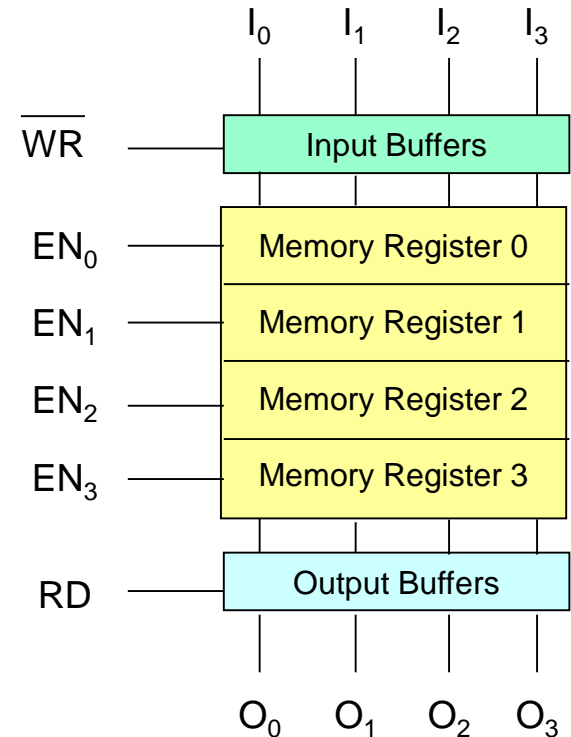 I₀ I₁ I₂ I₃
W̅R̅ Input Buffers
EN₀ Memory Register 0
EN₁ Memory Register 1
EN₂ Memory Register 2
EN₃ Memory Register 3
RD Output Buffers
O₀ O₁ O₂ O₃